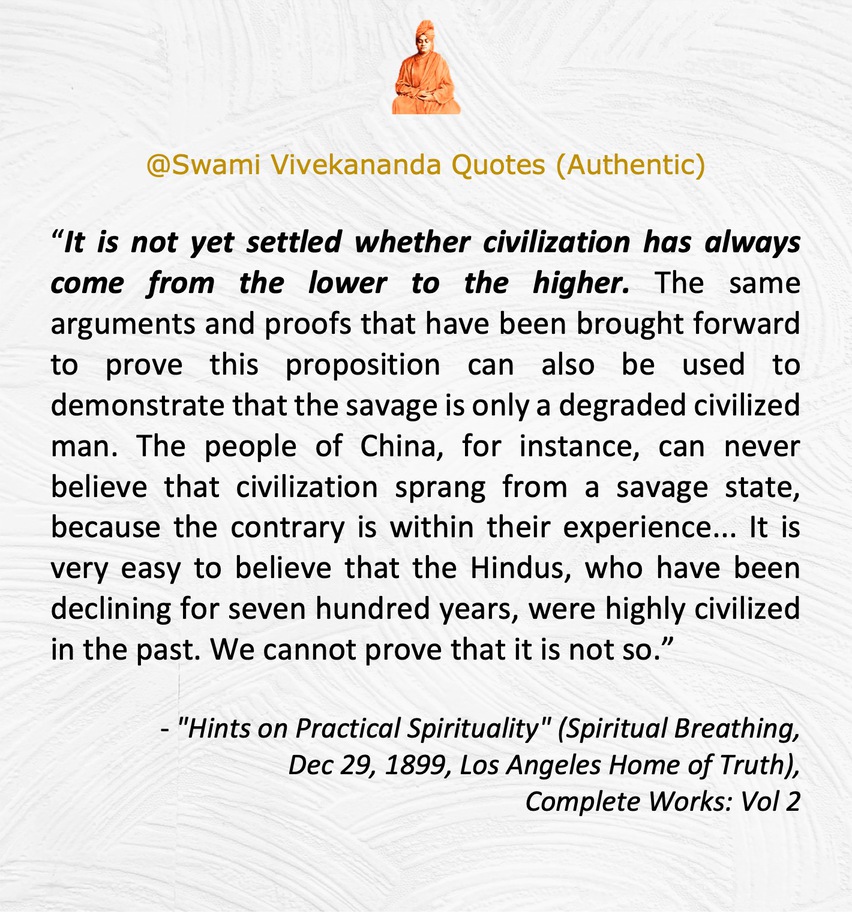 @Swami Vivekananda Quotes (Authentic)
“It is not yet settled whether civilization has always
come from the lower to the higher. The same
arguments and proofs that have been brought forward
to prove this proposition can also be used to
demonstrate that the savage is only a degraded civilized
man. The people of China, for instance, can never
believe that civilization sprang from a savage state,
because the contrary is within their experience... It is
very easy to believe that the Hindus, who have been
declining for seven hundred years, were highly civilized
in the past. We cannot prove that it is not so.”
- "Hints on Practical Spirituality" (Spiritual Breathing,
Dec 29, 1899, Los Angeles Home of Truth),
Complete Works: Vol 2